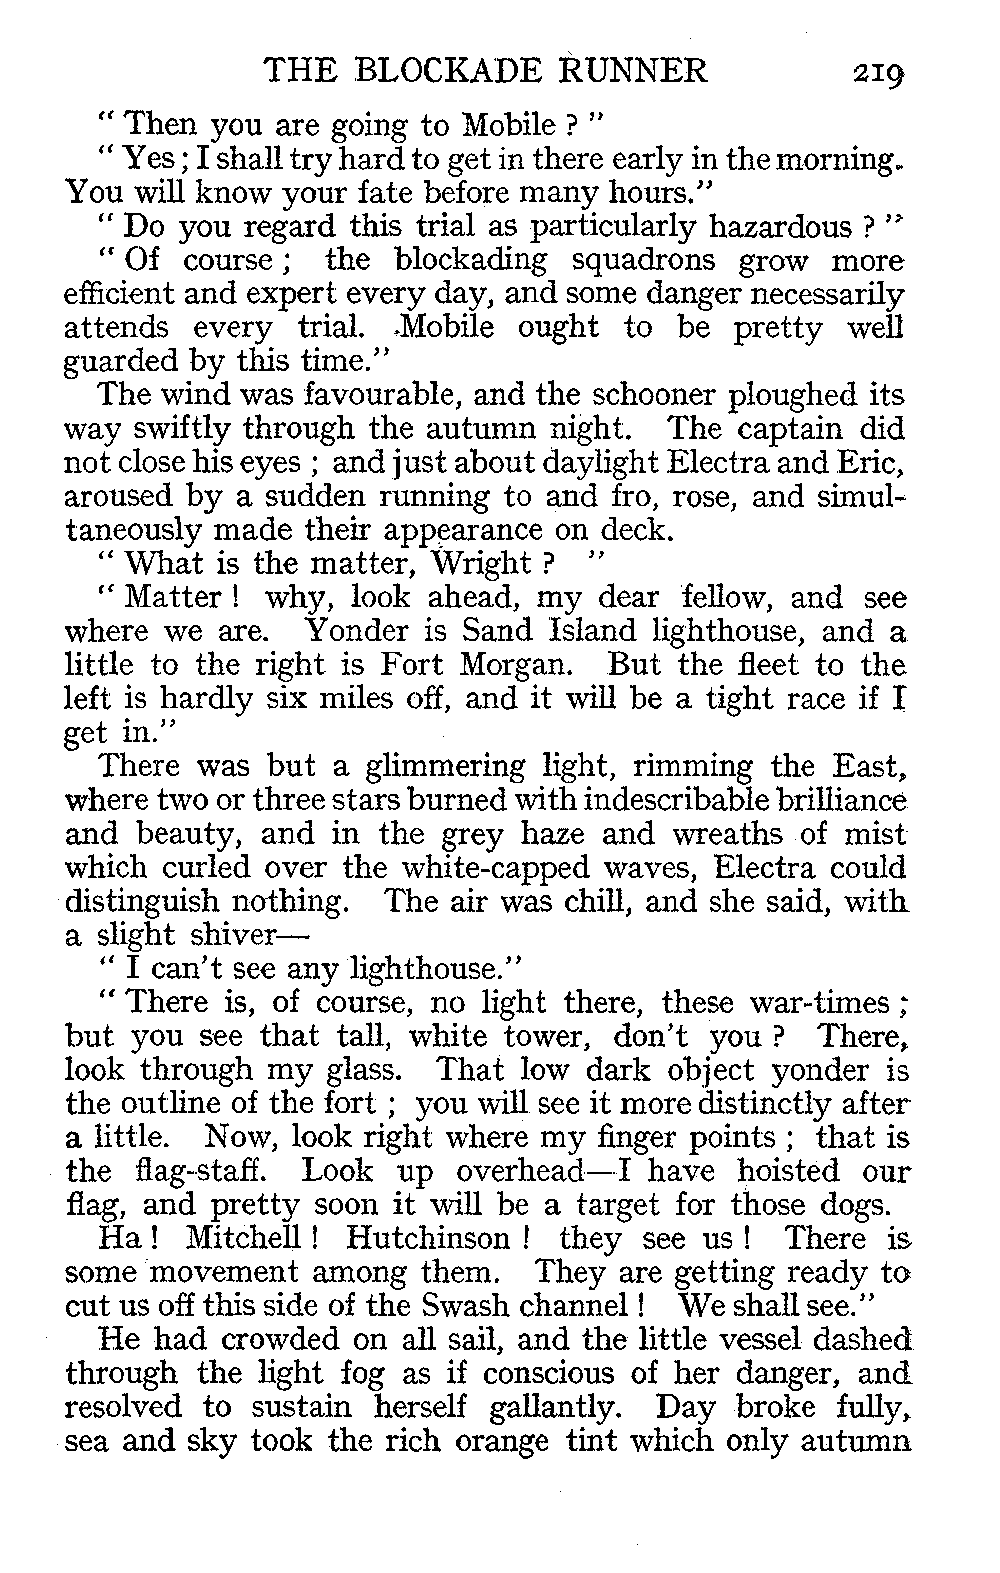 THE BLOCKADE RUNNER 219
“ Then you are going to Mobile ? ”
“ Yes ; I shall try hard to get in there early in the morning.
You will know your fate before many hours.”
“ Do you regard this trial as particularly hazardous ? ”
“ Of course ; the blockading squadrons grow more
efficient and expert every day, and some danger necessarily
attends every trial. Mobile ought to be pretty well
guarded by this time.”
The wind was favourable, and the schooner ploughed its
way swiftly through the autumn night. The captain did
not close his eyes ; and just about daylight Electra and Eric,
aroused by a sudden running to and fro, rose, and simul-
taneously made their appearance on deck.
“ What is the matter, Wright ? ”
“ Matter ! why, look ahead, my dear fellow, and see
where we are. Yonder is Sand Island lighthouse, and a
little to the right is Fort Morgan. But the fleet to the
left is hardly six miles off, and it will be a tight race if I
get in.”
There was but a glimmering light, rimming the East,
where two or three stars burned with indescribable brilliance
and beauty, and in the grey haze and wreaths of mist
which curled over the white-capped waves, Electra could
distinguish nothing. The air was chill, and she said, with
a slight shiver—
“ I can’t see any lighthouse.”
“ There is, of course, no light there, these war-times ;
but you see that tall, white tower, don’t you ? There,
look through my glass. That low dark object yonder is
the outline of the fort ; you will see it more distinctly after
a little. Now, look right where my finger points ; that is
the flag-staff. Look up overhead—I have hoisted our
flag, and pretty soon it will be a target for those dogs.
Ha ! Mitchell ! Hutchinson ! they see us ! There is
some movement among them. They are getting ready to
cut us off this side of the Swash channel ! We shall see.”
He had crowded on all sail, and the little vessel dashed
through the light fog as if conscious of her danger, and
resolved to sustain herself gallantly. Day broke fully,
sea and sky took the rich orange tint which only autumn